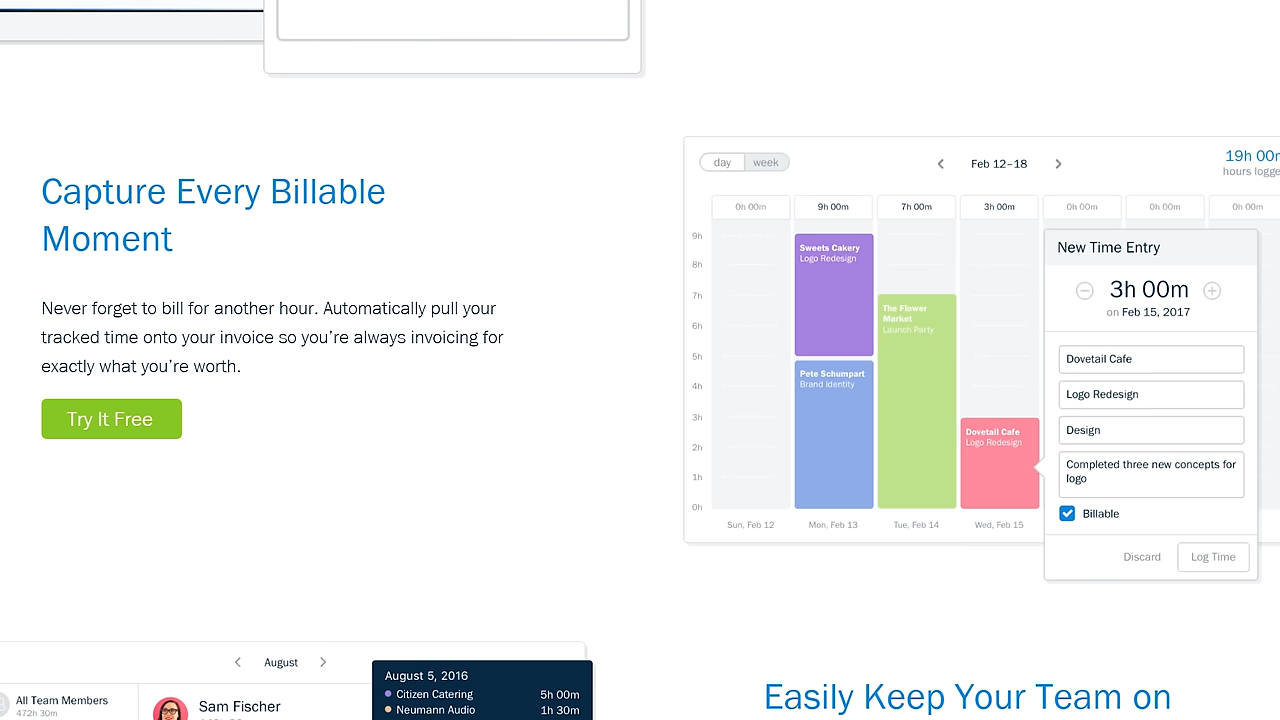 Capture Every Billable
Moment
Never forget to bill for another hour. Automatically pull your
tracked time onto your invoice so you're always invoicing for
exactly what you're worth.
Try It Free
day week
Feb 12–18
19h 00m
hours logged
0h 00m 9h 00m 7h 00m 3h 00m 0h 00m 0h 00m 0h 00m
9h
8h
7h
6h
5h
4h
3h
2h
1h
0h
Sweets Cakery
Logo Redesign
Pete Schumpart
Brand Identity
The Flower
Market
Launch Party
Dovetail Cafe
Logo Redesign
Sun, Feb 12 Mon, Feb 13 Tue, Feb 14 Wed, Feb 15
New Time Entry
3h 00m
on Feb 15, 2017
Dovetail Cafe
Logo Redesign
Design
Completed three new concepts for
logo
Billable
Discard Log Time
August
All Team Members
472h 30m
Sam Fischer
August 5, 2016
Citizen Catering 5h 00m
Neumann Audio 1h 30m
Easily Keep Your Team on